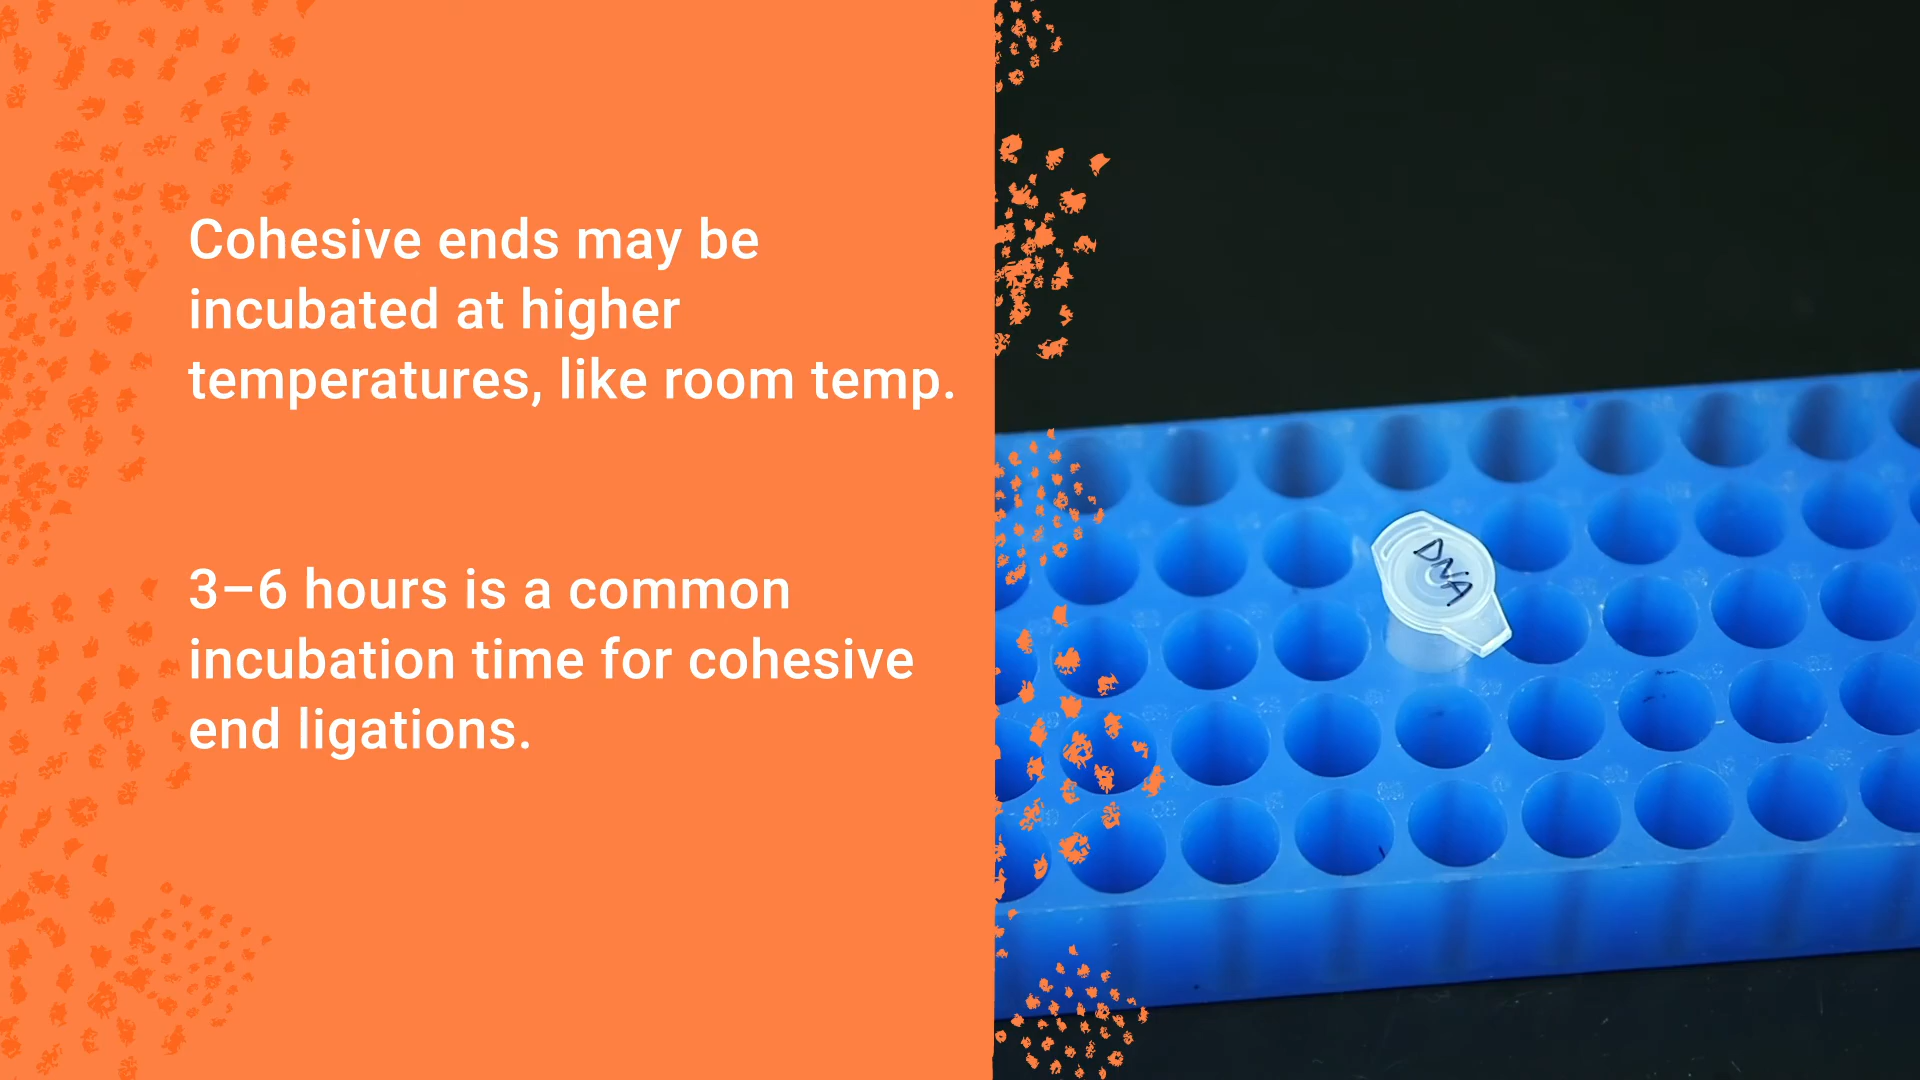 Cohesive ends may be
incubated at higher
temperatures, like room temp.
3–6 hours is a common
incubation time for cohesive
end ligations.
DNA